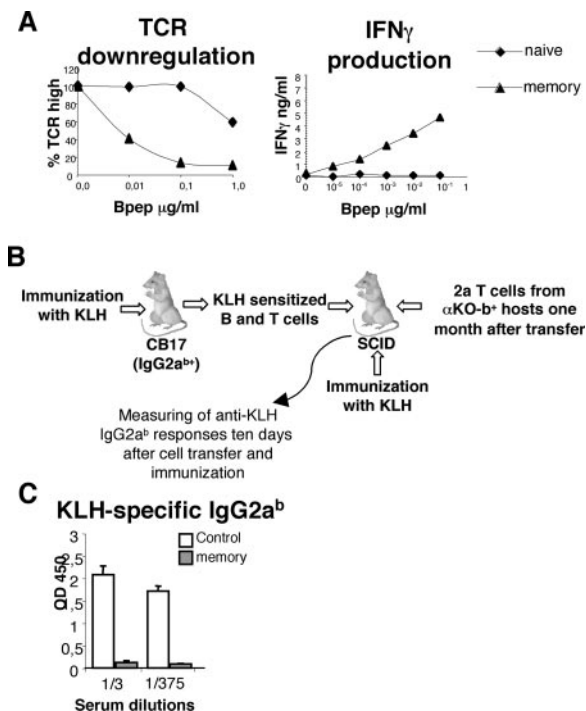 A
TCR
downregulation
IFNγ
production
naive
memory
% TCR high
120
100
80
60
40
20
0
0,0
0,01
0,1
1,0
Bpep μg/ml
IFNγ ng/ml
8
7
6
5
4
3
2
1
0
0
10⁻⁵
10⁻⁴
10⁻³
10⁻²
10⁻¹
Bpep μg/ml
B
Immunization
with KLH
CB17
(IgG2aᵇ⁺)
KLH sensitized
B and T cells
SCID
2a T cells from
αKO-b⁺ hosts one
month after transfer
Immunization
with KLH
Measuring of anti-KLH
IgG2aᵇ responses ten days
after cell transfer and
immunization
C
KLH-specific IgG2aᵇ
Control
memory
OD 450
3
2,5
2
1,5
1
0,5
0
1/3
1/375
Serum dilutions